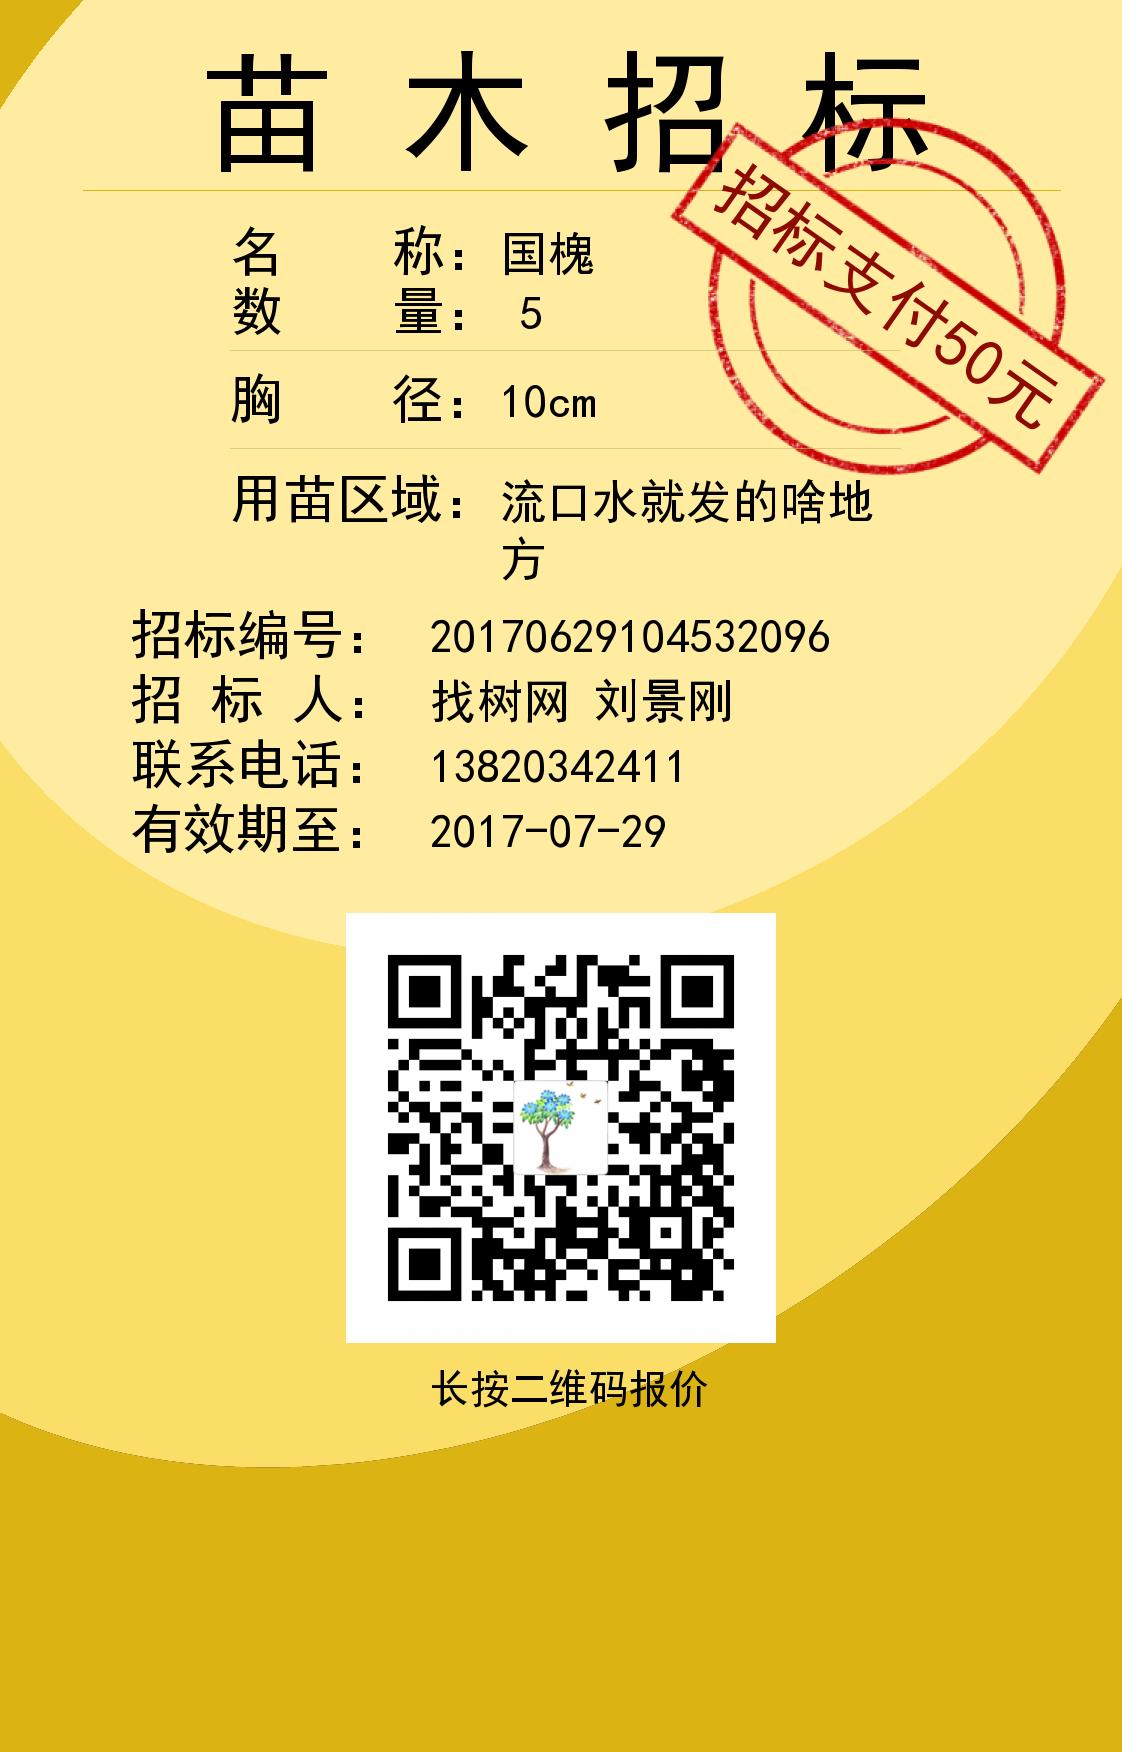 苗木招标
招标支付50元
名 称：国槐
数 量： 5
胸 径：10cm
用苗区域：流口水就发的啥地
方
招标编号： 20170629104532096
招 标 人： 找树网 刘景刚
联系电话： 13820342411
有效期至： 2017-07-29
长按二维码报价